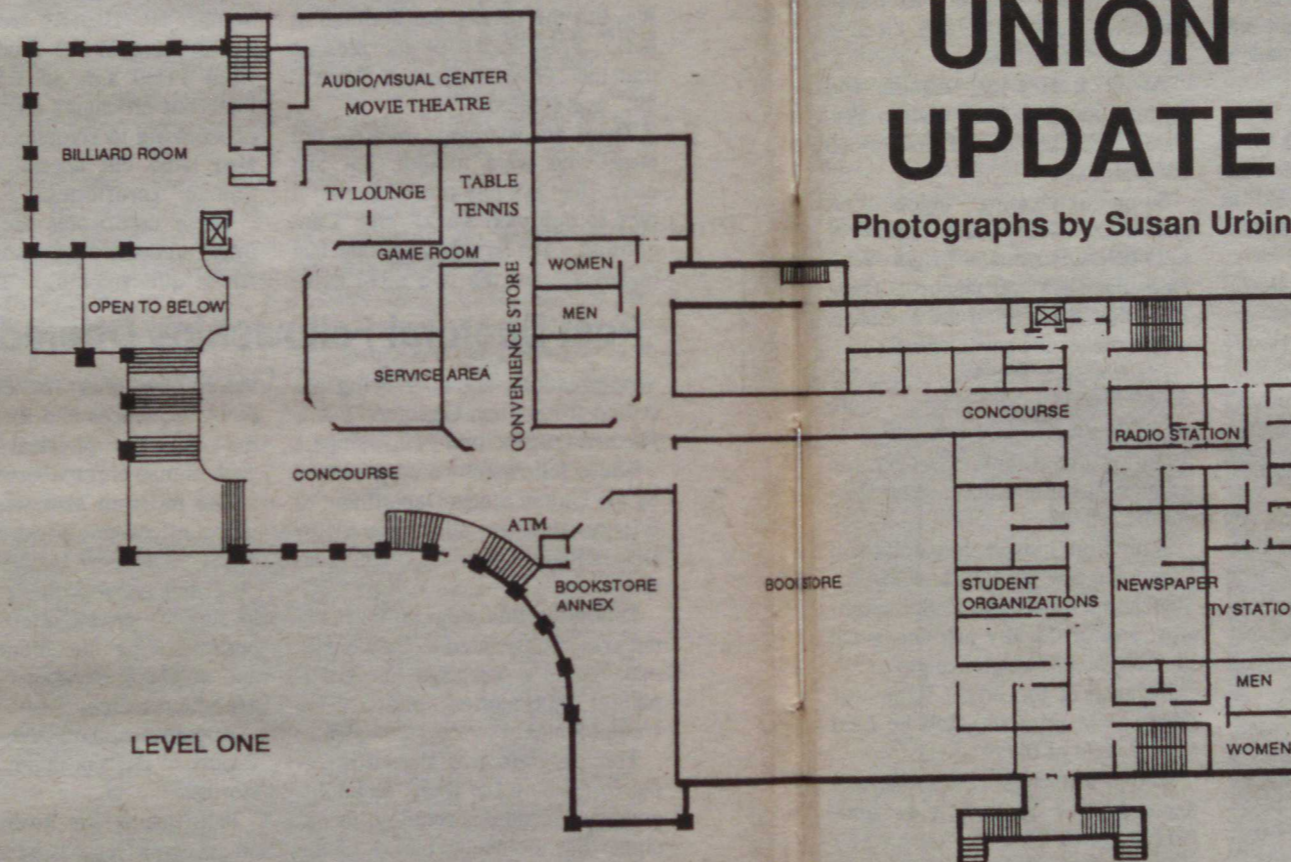 UNION
UPDATE
Photographs by Susan Urbin
AUDIO/VISUAL CENTER
MOVIE THEATRE
BILLIARD ROOM
TV LOUNGE
TABLE
TENNIS
GAME ROOM
WOMEN
MEN
OPEN TO BELOW
CONVENIENCE STORE
SERVICE AREA
CONCOURSE
ATM
BOOKSTORE
ANNEX
BOOKSTORE
CONCOURSE
RADIO STATION
STUDENT
ORGANIZATIONS
NEWSPAPER
TV STATIO
MEN
WOMEN
LEVEL ONE